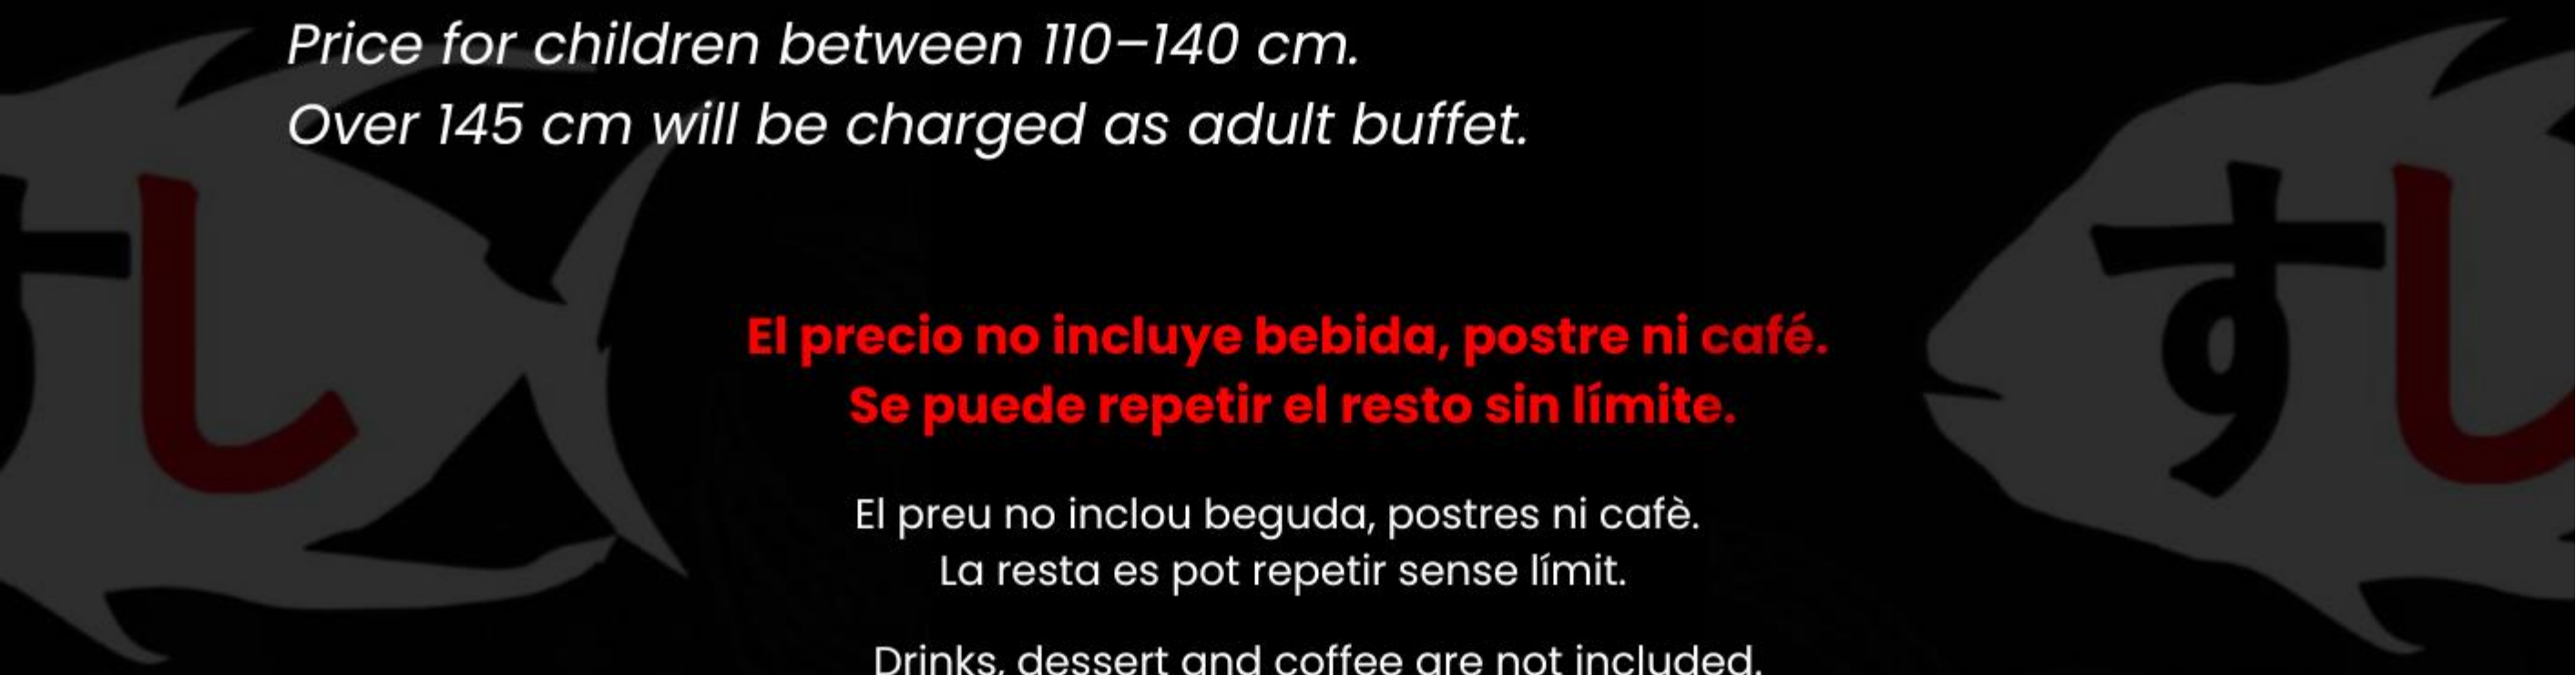 Price for children between 110–140 cm.
Over 145 cm will be charged as adult buffet.
すし
すし
El precio no incluye bebida, postre ni café.
Se puede repetir el resto sin límite.
El preu no inclou beguda, postres ni cafè.
La resta es pot repetir sense límit.
Drinks, dessert and coffee are not included.